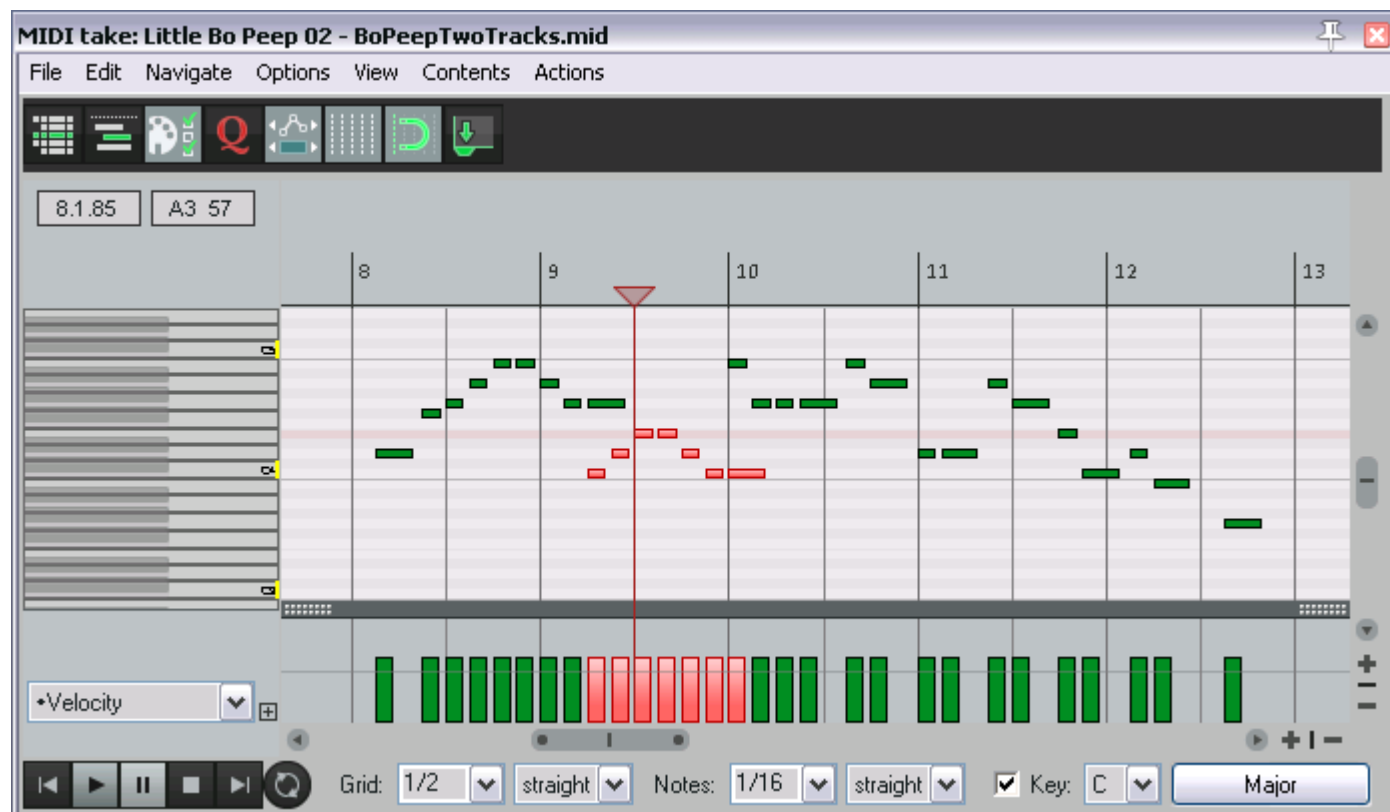 MIDI take: Little Bo Peep 02 - BoPeepTwoTracks.mid
File Edit Navigate Options View Contents Actions
Q
8.1.85 A3 57
8 9 10 11 12 13
•Velocity
Grid: 1/2 straight Notes: 1/16 straight Key: C Major